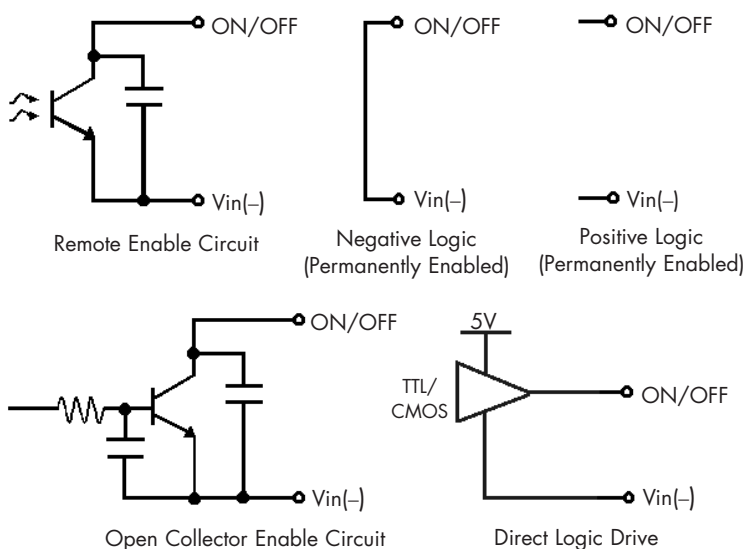 ON/OFF
Vin(–)
Remote Enable Circuit
ON/OFF
Vin(–)
Negative Logic
(Permanently Enabled)
ON/OFF
Vin(–)
Positive Logic
(Permanently Enabled)
ON/OFF
Vin(–)
Open Collector Enable Circuit
5V
TTL/
CMOS
ON/OFF
Vin(–)
Direct Logic Drive